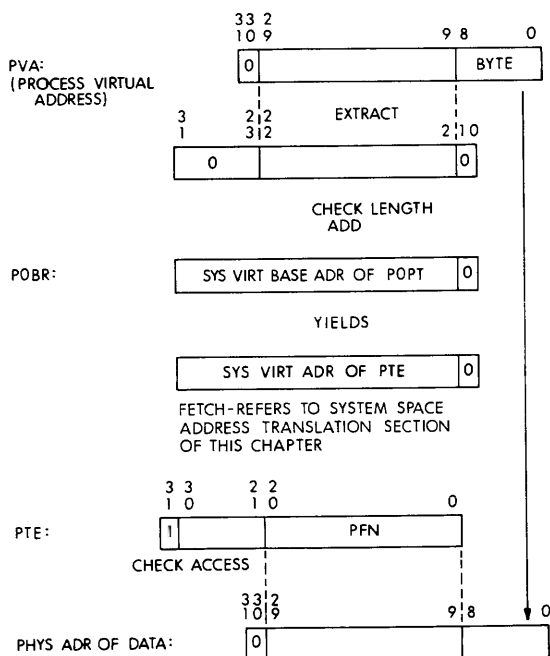 33 2
10 9 9 8 0
PVA: 0 BYTE
(PROCESS VIRTUAL
ADDRESS)
3 2 2 EXTRACT
1 3 2 2 1 0
0 0
CHECK LENGTH
ADD
POBR: SYS VIRT BASE ADR OF POPT 0
YIELDS
SYS VIRT ADR OF PTE 0
FETCH-REFERS TO SYSTEM SPACE
ADDRESS TRANSLATION SECTION
OF THIS CHAPTER
3 3 2 2
1 0 1 0 0
PTE: 1 PFN
CHECK ACCESS
33 2
10 9 9 8 0
PHYS ADR OF DATA: 0